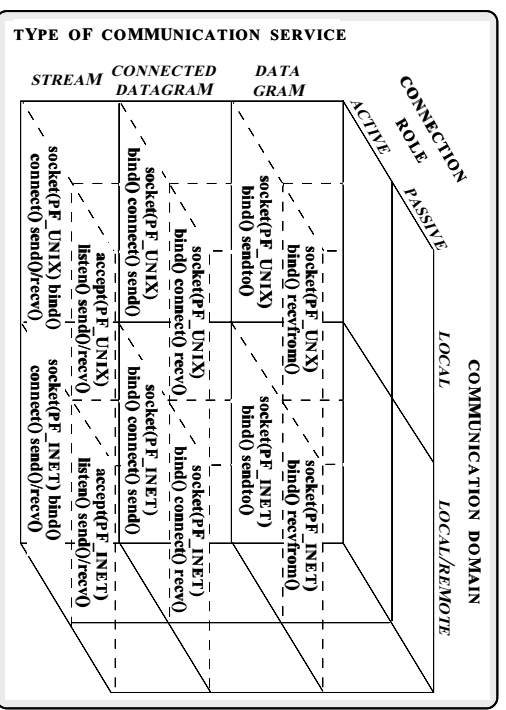 TYPE OF COMMUNICATION SERVICE
STREAM
CONNECTED
DATAGRAM
DATA
GRAM
CONNECTION
ROLE
ACTIVE
PASSIVE
COMMUNICATION DOMAIN
LOCAL
LOCAL/REMOTE
socket(PF_UNIX) bind()
connect() send()/recv()
accept(PF_UNIX)
listen() send()/recv()
socket(PF_UNIX)
bind() connect() send()
socket(PF_UNIX)
bind() connect() recv()
socket(PF_UNIX)
bind() sendto()
socket(PF_UNX)
bind() recvfrom()
socket(PF_INET) bind()
connect() send()/recv()
accept(PF_INET)
listen() send()/recv()
socket(PF_INET)
bind() connect() send()
socket(PF_INET)
bind() connect() recv()
socket(PF_INET)
bind() sendto()
socket(PF_INET)
bind() recvfrom()